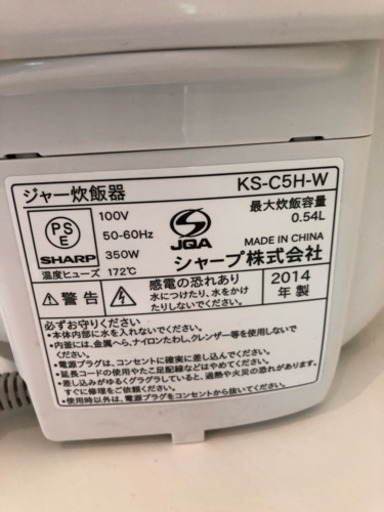 ジャー炊飯器 KS-C5H-W
PS
E
SHARP
100V
50-60Hz
350W
温度ヒューズ 172℃
JQA
最大炊飯容量
0.54L
MADE IN CHINA
シャープ株式会社
警告
感電の恐れあり
水につけたり、水をかけ
たりしないでください。
2014
年製
必ずお守りください
•本体内部に水を入れないでください。
•内釜には、金属へら、ナイロンたわし、クレンザー等を使用しない
でください。
•電源プラグは、コンセントに確実に差し込んでください。
•延長コードの使用やたこ足配線などはやめてください。
•差し込みがゆるくグラグラしていると、過熱や火災の恐れがあります。
すぐに修理をご依頼ください。
•使用時以外は、電源プラグをコンセントから抜いてください。